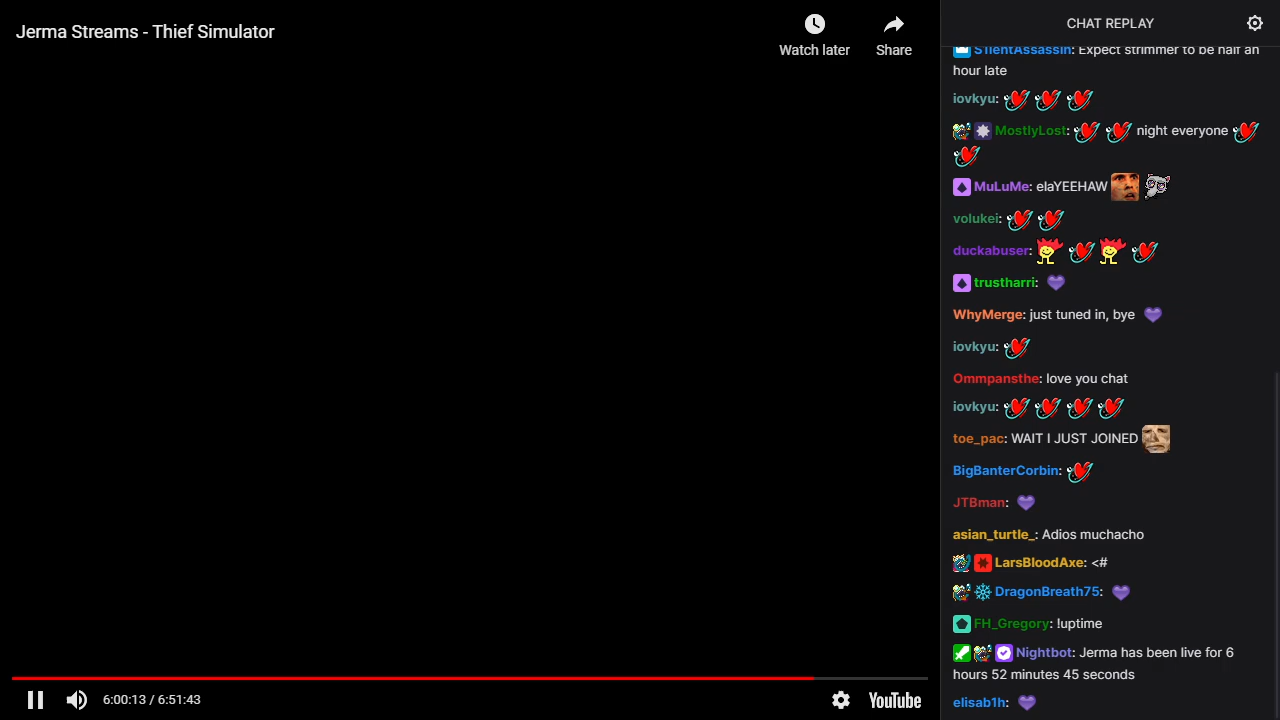 Jerma Streams - Thief Simulator
Watch later
Share
6:00:13 / 6:51:43
YouTube
CHAT REPLAY
S1lentAssassin: Expect strimmer to be half an
hour late
iovkyu:
MostlyLost: night everyone
MuLuMe: elaYEEHAW
volukei:
duckabuser:
trustharri:
WhyMerge: just tuned in, bye
iovkyu:
Ommpansthe: love you chat
iovkyu:
toe_pac: WAIT I JUST JOINED
BigBanterCorbin:
JTBman:
asian_turtle_: Adios muchacho
LarsBloodAxe: <#
DragonBreath75:
FH_Gregory: !uptime
Nightbot: Jerma has been live for 6
hours 52 minutes 45 seconds
elisab1h: